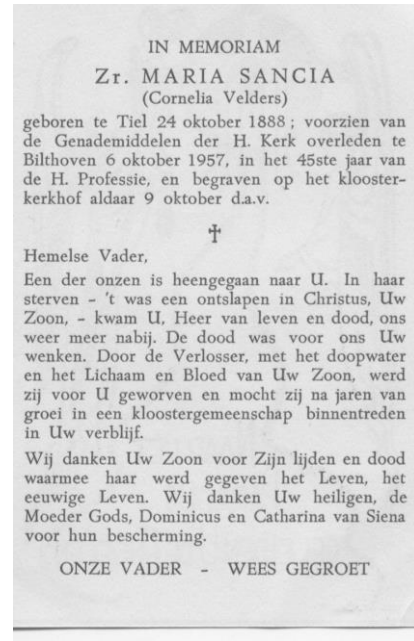 IN MEMORIAM
Zr. MARIA SANCIA
(Cornelia Velders)
geboren te Tiel 24 oktober 1888 ; voorzien van
de Genademiddelen der H. Kerk overleden te
Bilthoven 6 oktober 1957, in het 45ste jaar van
de H. Professie, en begraven op het klooster-
kerkhof aldaar 9 oktober d.a.v.
✝
Hemelse Vader,
Een der onzen is heengegaan naar U. In haar
sterven – 't was een ontslapen in Christus, Uw
Zoon, – kwam U, Heer van leven en dood, ons
weer meer nabij. De dood was voor ons Uw
wenken. Door de Verlosser, met het doopwater
en het Lichaam en Bloed van Uw Zoon, werd
zij voor U geworven en mocht zij na jaren van
groei in een kloostergemeenschap binnentreden
in Uw verblijf.
Wij danken Uw Zoon voor Zijn lijden en dood
waarmee haar werd gegeven het Leven, het
eeuwige Leven. Wij danken Uw heiligen, de
Moeder Gods, Dominicus en Catharina van Siena
voor hun bescherming.
ONZE VADER – WEES GEGROET